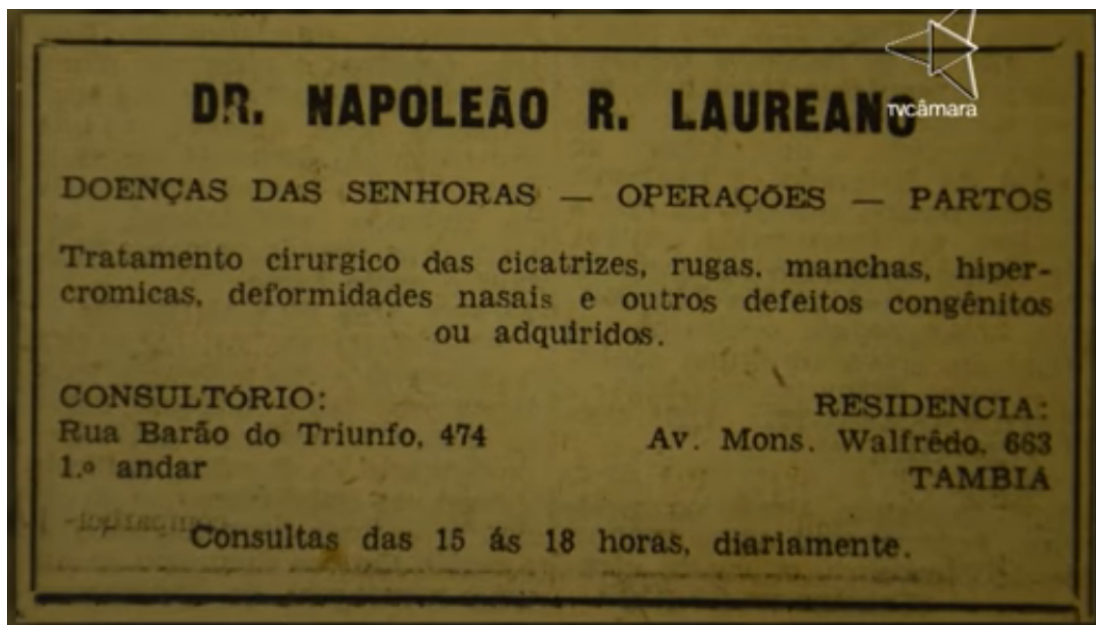 TVcâmara
DR. NAPOLEÃO R. LAUREANO
DOENÇAS DAS SENHORAS — OPERAÇÕES — PARTOS
Tratamento cirurgico das cicatrizes, rugas. manchas, hiper-
cromicas, deformidades nasais e outros defeitos congênitos
ou adquiridos.
CONSULTÓRIO:
Rua Barão do Triunfo, 474
1.º andar
RESIDENCIA:
Av. Mons. Walfrêdo, 663
TAMBIA
Consultas das 15 ás 18 horas, diariamente.